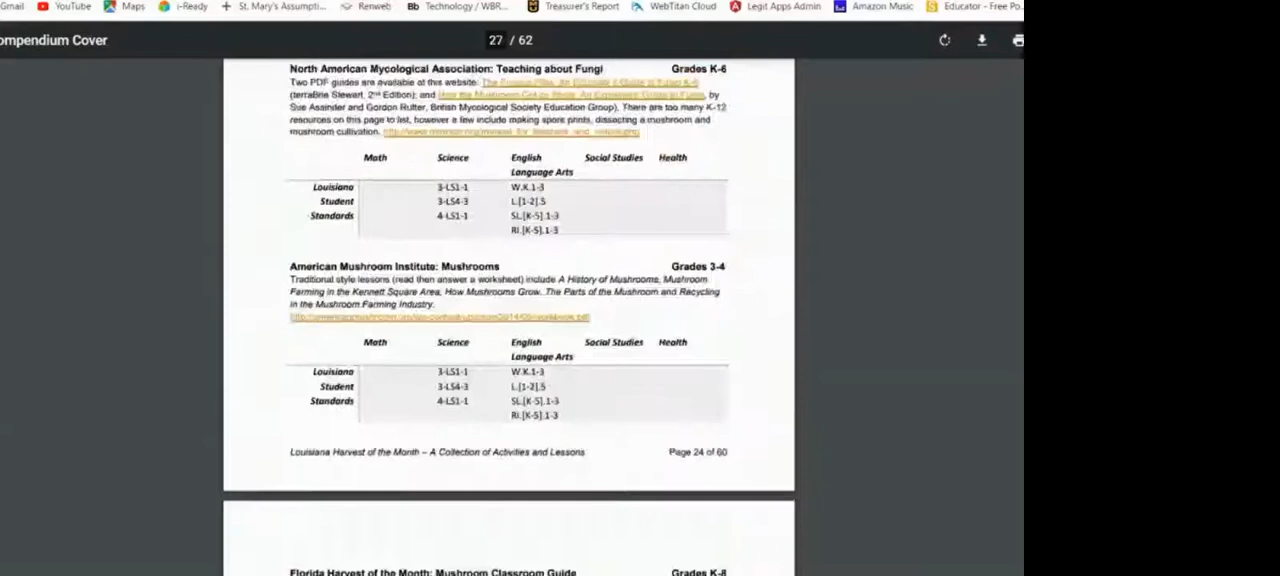 Gmail YouTube Maps i-Ready St. Mary's Assumpti... Renweb Bb Technology / WBR... Treasurer's Report WebTitan Cloud Legit Apps Admin Amazon Music Educator - Free Po...
ompendium Cover 27 / 62
North American Mycological Association: Teaching about Fungi Grades K-6
Two PDF guides are available at this website:
(terraBrie Stewart, 2nd Edition); and by
Sue Assinder and Gordon Rutter, British Mycological Society Education Group). There are too many K-12
resources on this page to list, however a few include making spore prints, dissecting a mushroom and
mushroom cultivation.
Math Science English Social Studies Health
Language Arts
Louisiana 3-LS1-1 W.K.1-3
Student 3-LS4-3 L.[1-2].5
Standards 4-LS1-1 SL.[K-5].1-3
RI.[K-5].1-3
American Mushroom Institute: Mushrooms Grades 3-4
Traditional style lessons (read then answer a worksheet) include A History of Mushrooms, Mushroom
Farming in the Kennett Square Area, How Mushrooms Grow, The Parts of the Mushroom and Recycling
in the Mushroom Farming Industry.
Math Science English Social Studies Health
Language Arts
Louisiana 3-LS1-1 W.K.1-3
Student 3-LS4-3 L.[1-2].5
Standards 4-LS1-1 SL.[K-5].1-3
RI.[K-5].1-3
Louisiana Harvest of the Month – A Collection of Activities and Lessons Page 24 of 60
Florida Harvest of the Month: Mushroom Classroom Guide Grades K-8